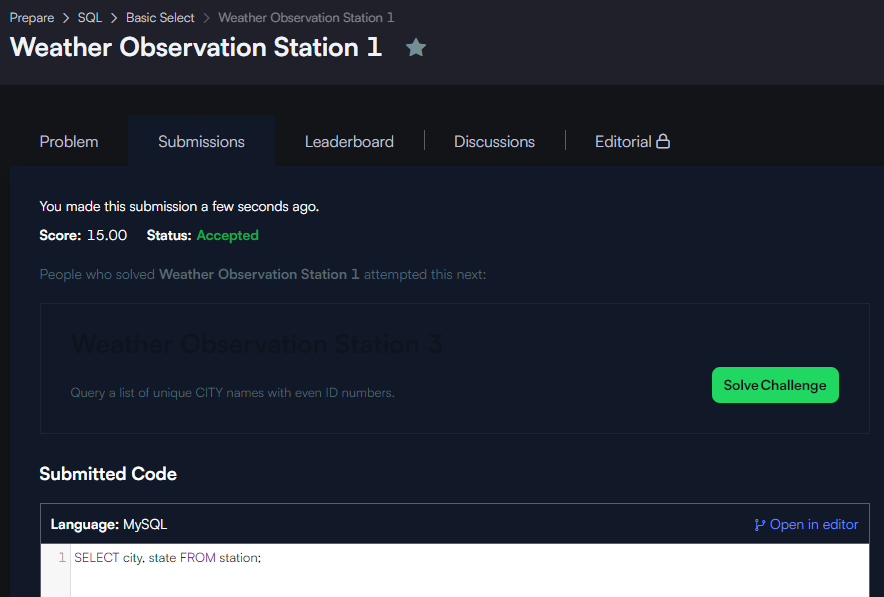 Prepare > SQL > Basic Select > Weather Observation Station 1
Weather Observation Station 1
Problem Submissions Leaderboard Discussions Editorial
You made this submission a few seconds ago.
Score: 15.00 Status: Accepted
People who solved Weather Observation Station 1 attempted this next:
Weather Observation Station 3
Query a list of unique CITY names with even ID numbers.
Solve Challenge
Submitted Code
Language: MySQL Open in editor
1 SELECT city, state FROM station;